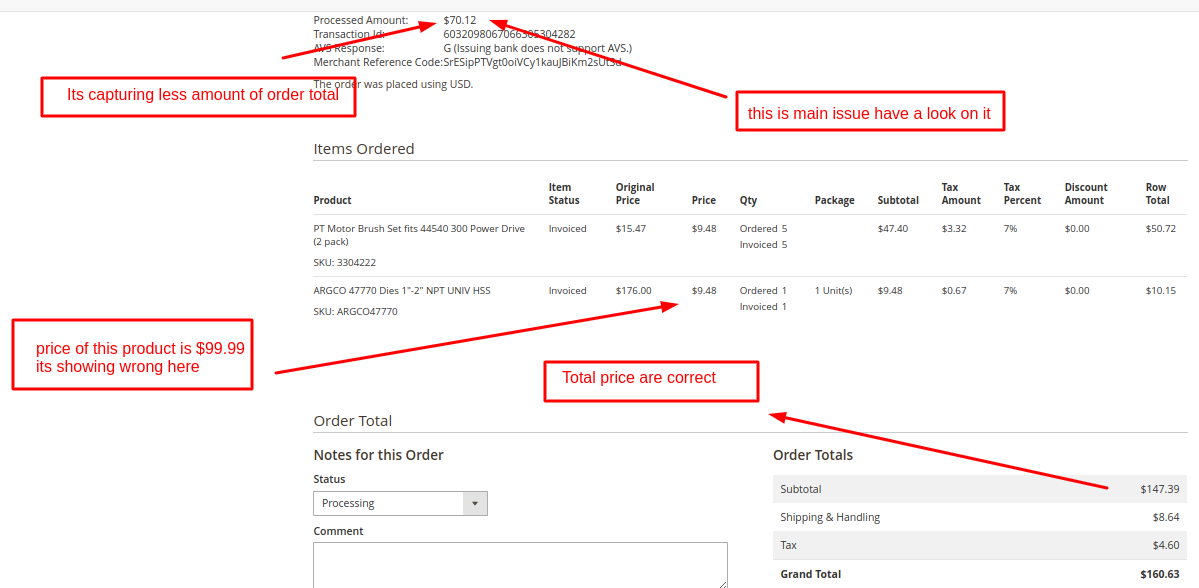 Processed Amount: $70.12
Transaction Id: 6032098067066305304282
AVS Response: G (Issuing bank does not support AVS.)
Merchant Reference Code:SrESipPTVgt0oiVCy1kauJBiKm2sUt3d
The order was placed using USD.
Its capturing less amount of order total
this is main issue have a look on it
Items Ordered
Product Item Status Original Price Price Qty Package Subtotal Tax Amount Tax Percent Discount Amount Row Total
PT Motor Brush Set fits 44540 300 Power Drive (2 pack) Invoiced $15.47 $9.48 Ordered 5 $47.40 $3.32 7% $0.00 $50.72
Invoiced 5
SKU: 3304222
ARGCO 47770 Dies 1"-2" NPT UNIV HSS Invoiced $176.00 $9.48 Ordered 1 1 Unit(s) $9.48 $0.67 7% $0.00 $10.15
Invoiced 1
SKU: ARGCO47770
price of this product is $99.99
its showing wrong here
Total price are correct
Order Total
Notes for this Order
Status
Processing
Comment
Order Totals
Subtotal $147.39
Shipping & Handling $8.64
Tax $4.60
Grand Total $160.63